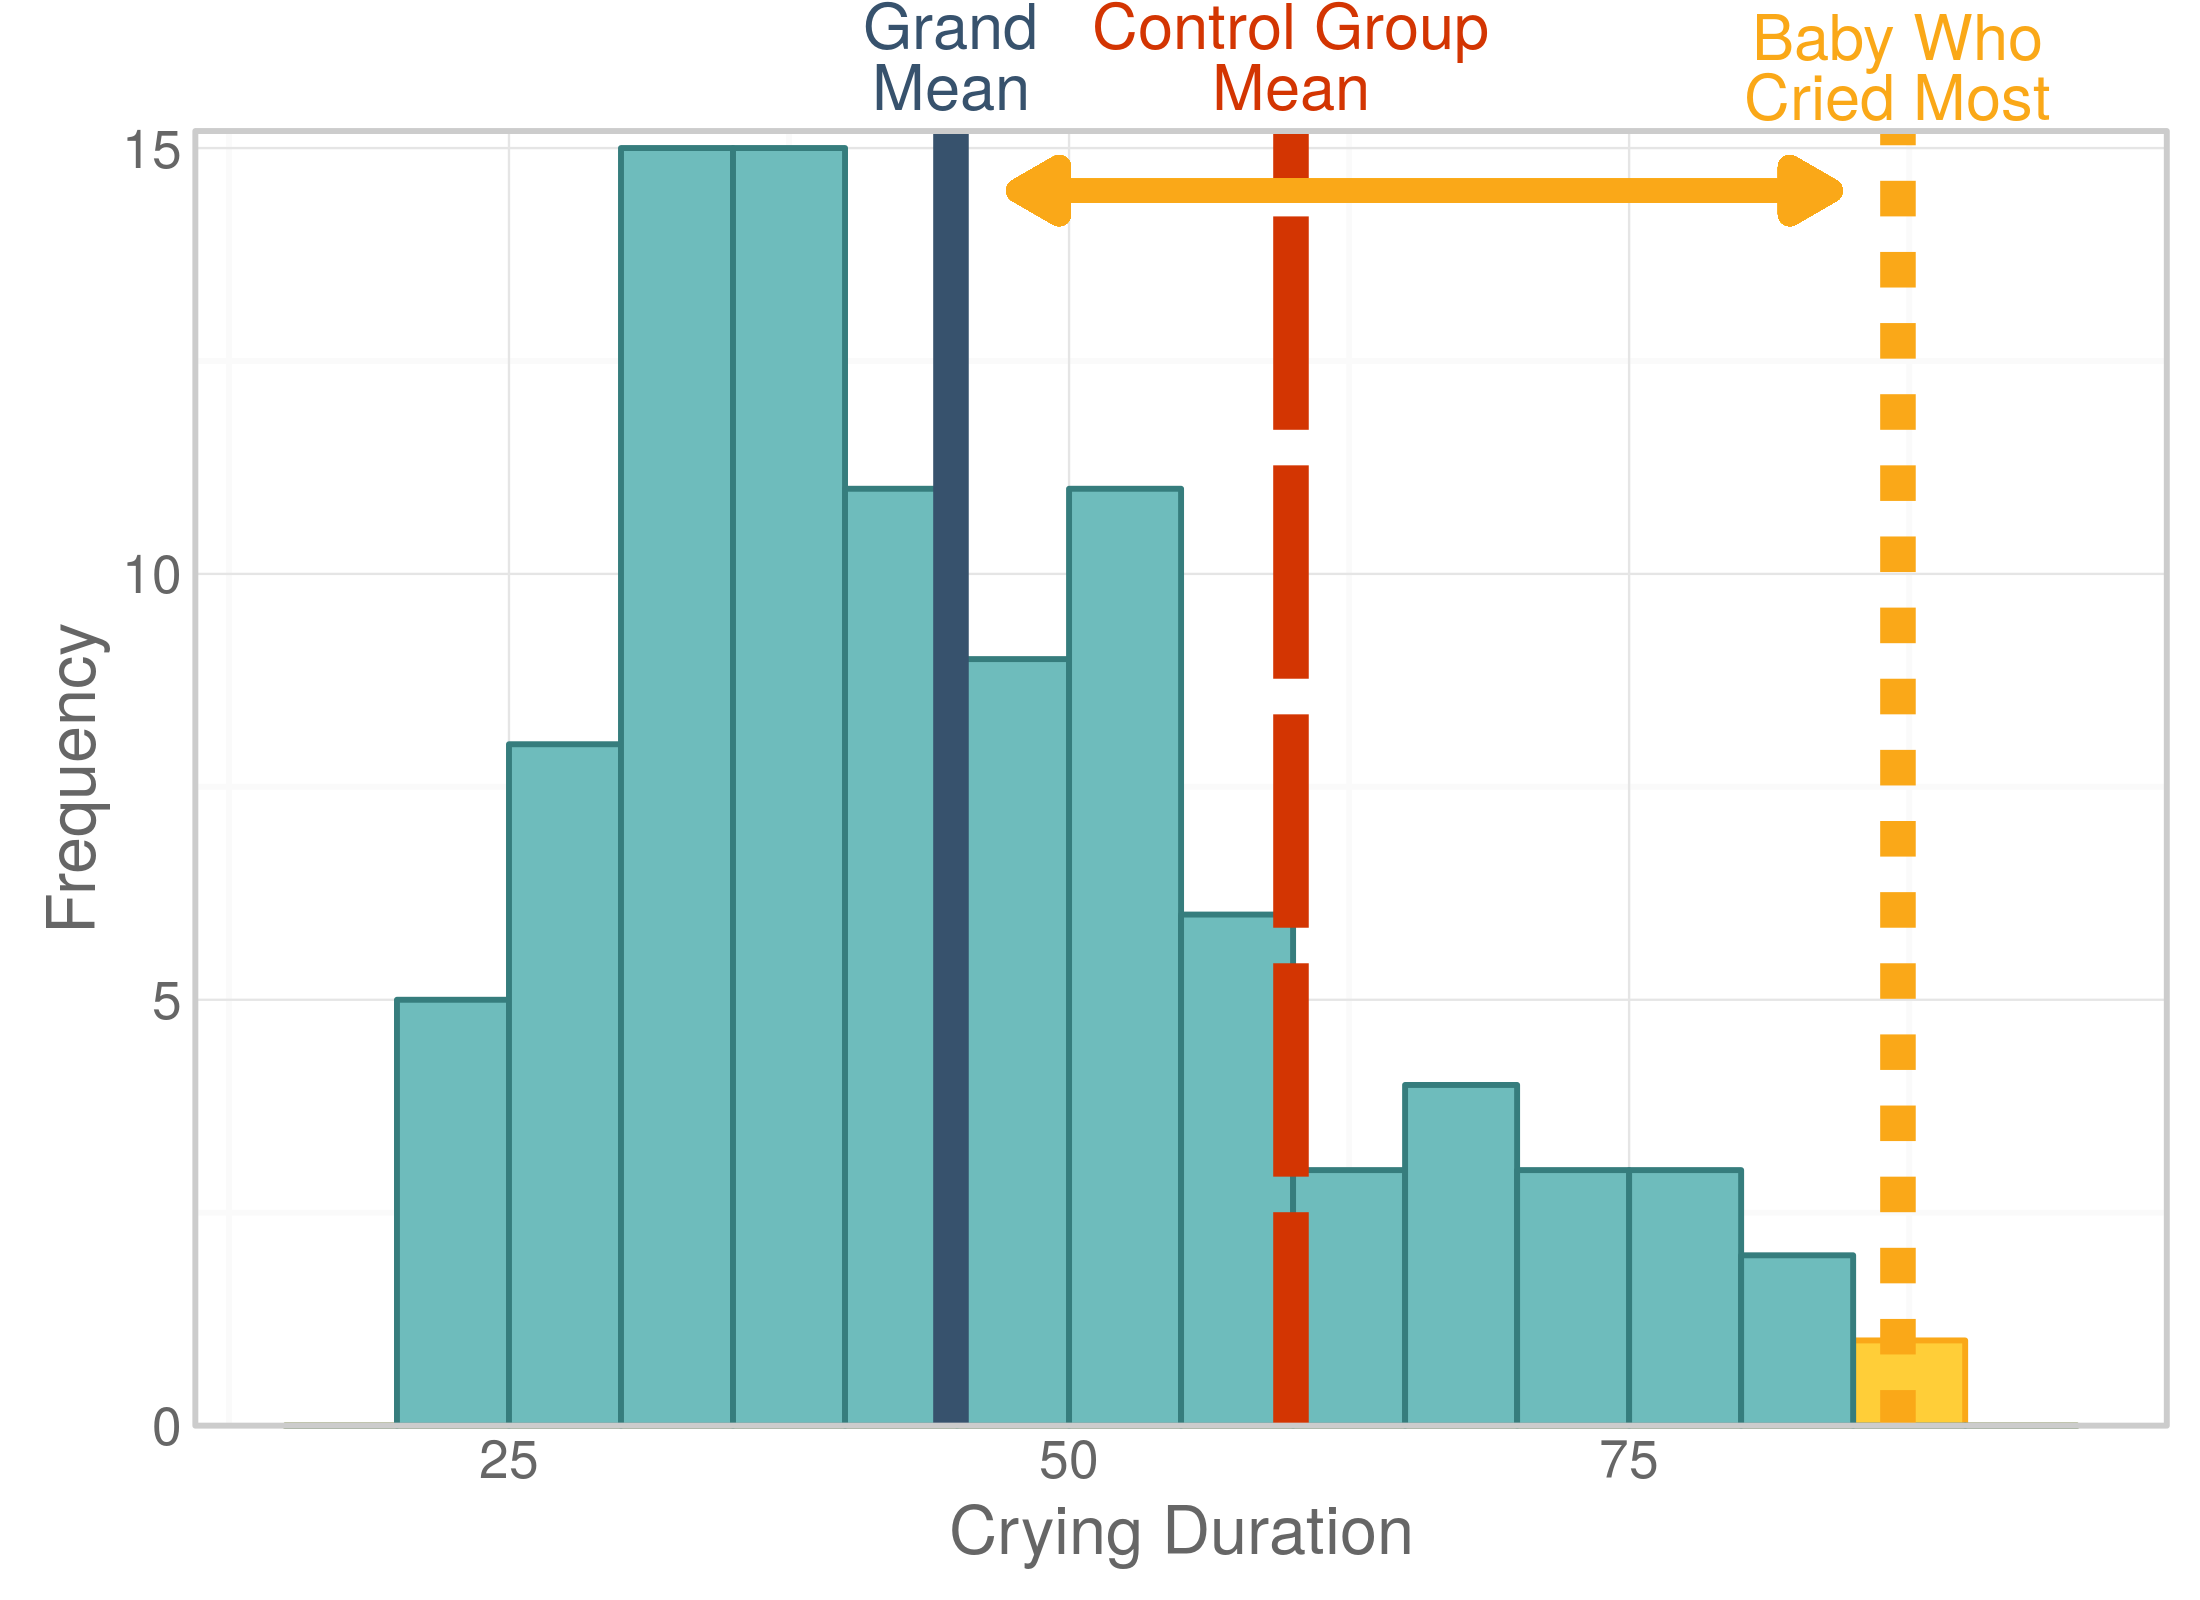 Grand
Mean
Control Group
Mean
Baby Who
Cried Most
15
10
5
0
Frequency
25
50
75
Crying Duration